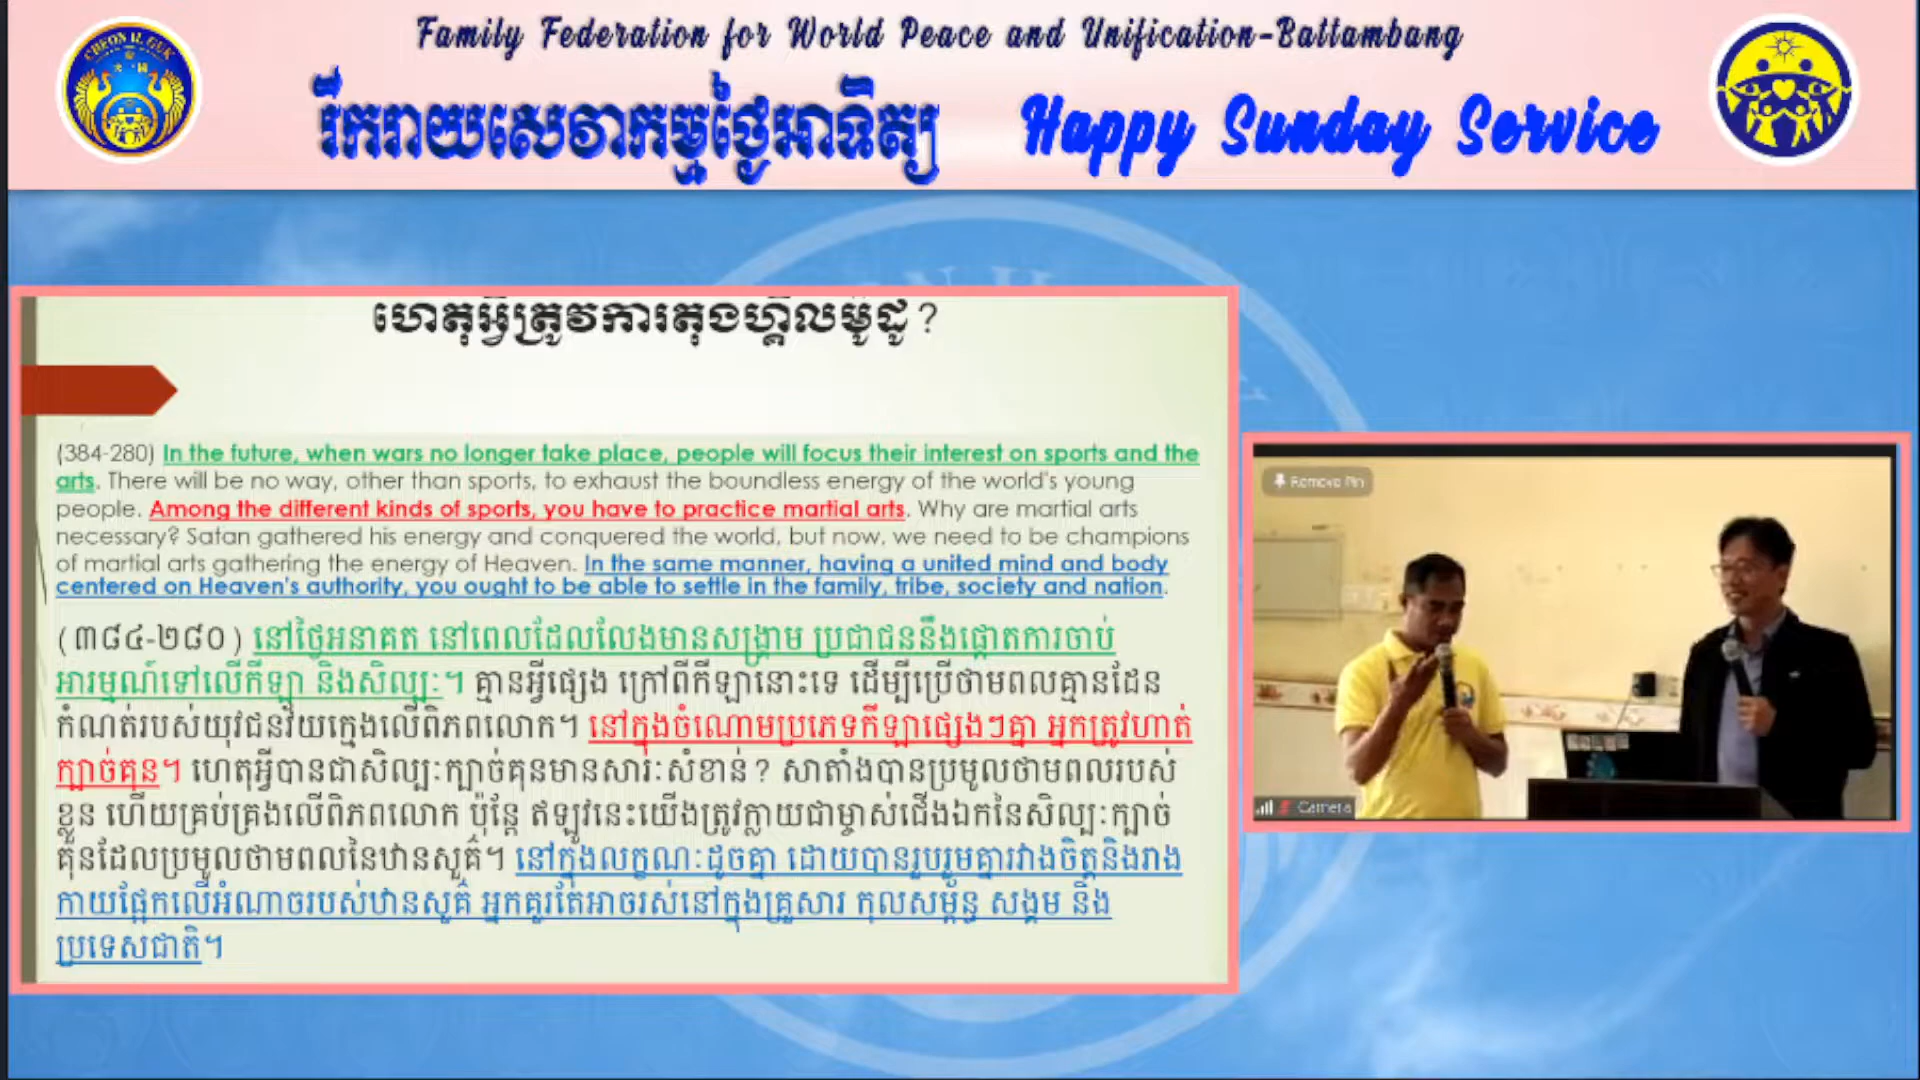 Family Federation for World Peace and Unification-Battambang
រីករាយសេវាកម្មថ្ងៃអាទិត្យ Happy Sunday Service
CHEON IL GUK
ហេតុអ្វីត្រូវការតុងហ្គីលម៉ូដូ?
(384-280) In the future, when wars no longer take place, people will focus their interest on sports and the
arts. There will be no way, other than sports, to exhaust the boundless energy of the world's young
people. Among the different kinds of sports, you have to practice martial arts. Why are martial arts
necessary? Satan gathered his energy and conquered the world, but now, we need to be champions
of martial arts gathering the energy of Heaven. In the same manner, having a united mind and body
centered on Heaven's authority, you ought to be able to settle in the family, tribe, society and nation.
(៣៨៤-២៨០) នៅថ្ងៃអនាគត នៅពេលដែលលែងមានសង្គ្រាម ប្រជាជននឹងផ្តោតការចាប់
អារម្មណ៍ទៅលើកីឡា និងសិល្បៈ។ គ្មានអ្វីផ្សេង ក្រៅពីកីឡានោះទេ ដើម្បីប្រើថាមពលគ្មានដែន
កំណត់របស់យុវជនវ័យក្មេងលើពិភពលោក។ នៅក្នុងចំណោមប្រភេទកីឡាផ្សេងៗគ្នា អ្នកត្រូវហាត់
ក្បាច់គុន។ ហេតុអ្វីបានជាសិល្បៈក្បាច់គុនមានសារៈសំខាន់? សាតាំងបានប្រមូលថាមពលរបស់
ខ្លួន ហើយគ្រប់គ្រងលើពិភពលោក ប៉ុន្តែ ឥឡូវនេះយើងត្រូវក្លាយជាម្ចាស់ជើងឯកនៃសិល្បៈក្បាច់
គុនដែលប្រមូលថាមពលនៃឋានសួគ៌។ នៅក្នុងលក្ខណៈដូចគ្នា ដោយបានរួបរួមគ្នារវាងចិត្តនិងរាង
កាយផ្អែកលើអំណាចរបស់ឋានសួគ៌ អ្នកគួរតែអាចរស់នៅក្នុងគ្រួសារ កុលសម្ព័ន្ធ សង្គម និង
ប្រទេសជាតិ។
Remove Pin
Camera